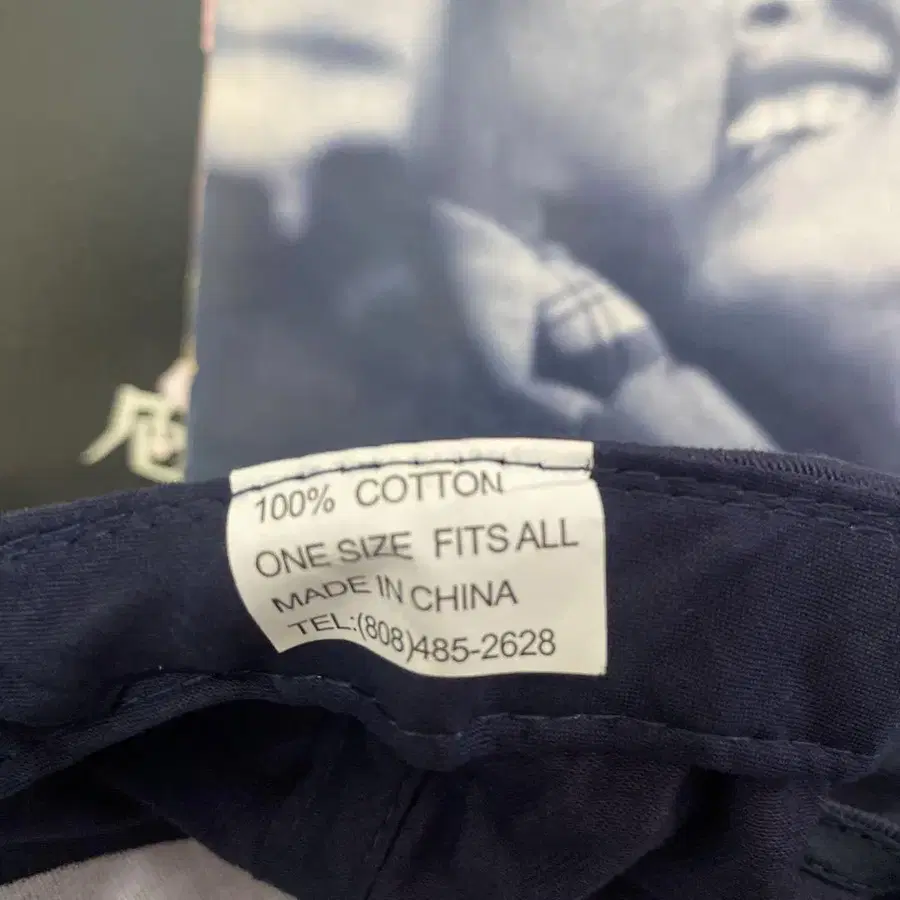 100% COTTON
ONE SIZE FITS ALL
MADE IN CHINA
TEL:(808)485-2628